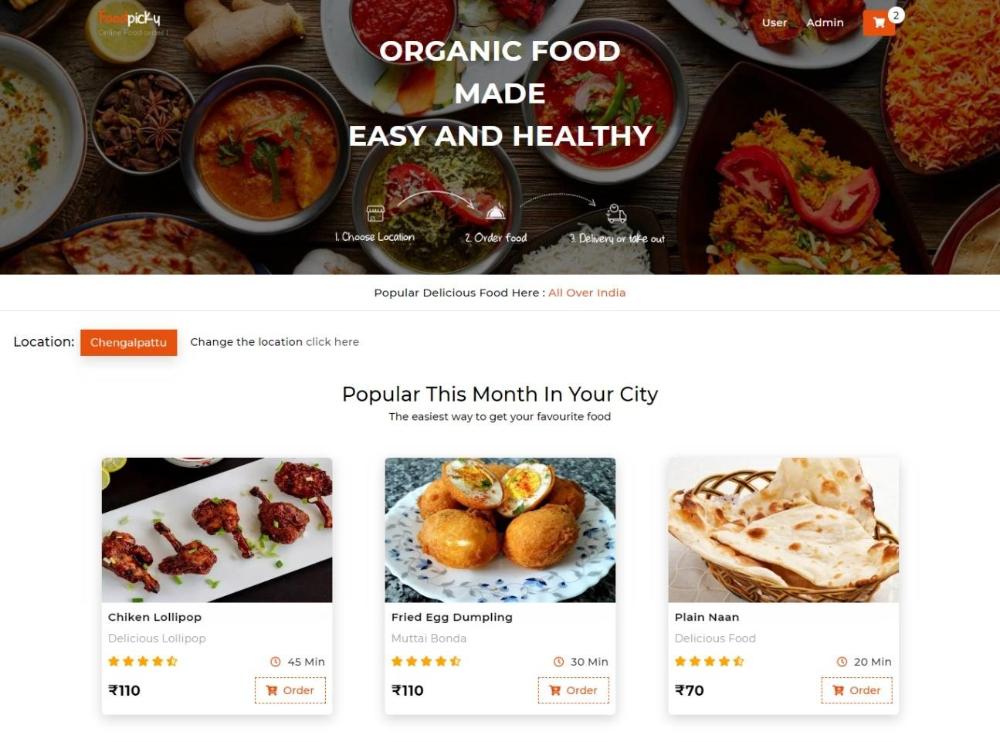 Foodpicky
Online Food order !
User
Admin
2
ORGANIC FOOD
MADE
EASY AND HEALTHY
1. Choose Location
2. Order food
3. Delivery or take out
Popular Delicious Food Here : All Over India
Location: Chengalpattu Change the location click here
Popular This Month In Your City
The easiest way to get your favourite food
Chiken Lollipop
Delicious Lollipop
45 Min
₹110
Order
Fried Egg Dumpling
Muttai Bonda
30 Min
₹110
Order
Plain Naan
Delicious Food
20 Min
₹70
Order